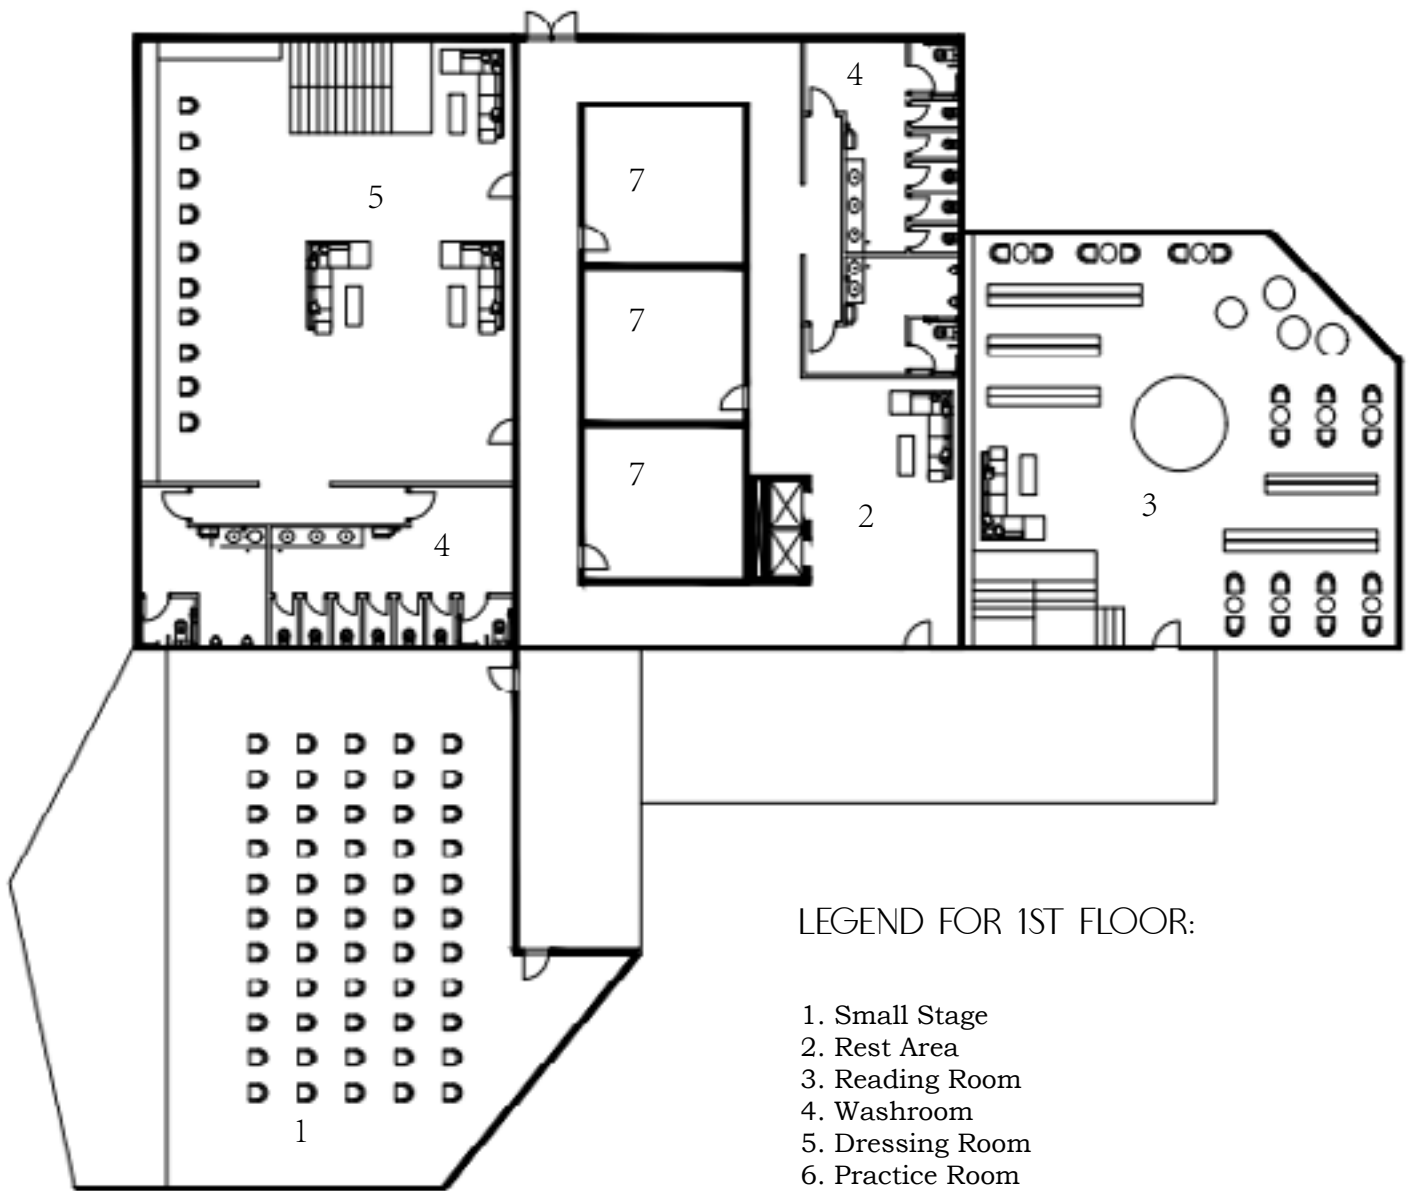 4
5
7
7
7
2
3
4
1
LEGEND FOR 1ST FLOOR:
1. Small Stage
2. Rest Area
3. Reading Room
4. Washroom
5. Dressing Room
6. Practice Room